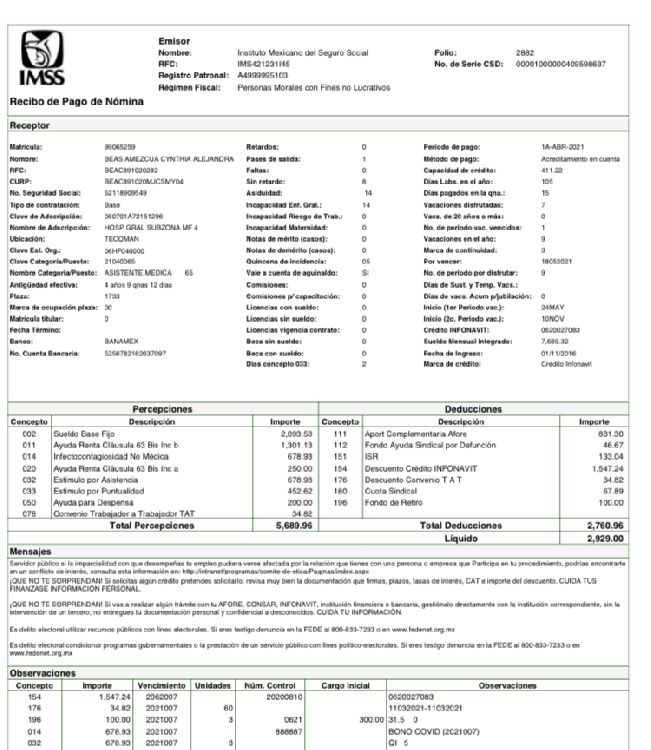 IMSS
Emisor
Nombre: Instituto Mexicano del Seguro Social Folio: 2882
RFC: IMS421231I45 No. de Serie CSD:
Registro Patronal: A4999995103
Régimen Fiscal: Personas Morales con Fines no Lucrativos
Recibo de Pago de Nómina
Receptor
Matrícula: 99065259 Retardos: 0 Periodo de pago: 1A-ABR-2021
Nombre: BEAS AMEZCUA CYNTHIA ALEJANDRA Pases de salida: 1 Método de pago: Acreditamiento en cuenta
RFC: Faltas: 0 Capacidad de crédito: 411.22
CURP: Sin retardo: 8 Días Labs. en el año: 105
No. Seguridad Social: Asiduidad: 14 Días pagados en la qna.: 15
Tipo de contratación: Base Incapacidad Enf. Gral.: 14 Vacaciones disfrutadas: 7
Clave de Adscripción: Incapacidad Riesgo de Trab.: 0 Vacs. de 20 años o más: 0
Nombre de Adscripción: HOSP GRAL SUBZONA MF 4 Incapacidad Maternidad: 0 No. de periodo vac. vencidos: 1
Ubicación: TECOMAN Notas de mérito (casos): 0 Vacaciones en el año: 9
Clave Est. Org.: Notas de demérito (casos): 0 Marca de continuidad: 3
Clave Categoría/Puesto: 21040065 Quincena de incidencia: 05 Por vencer: 18052021
Nombre Categoría/Puesto: ASISTENTE MEDICA 65 Vale a cuenta de aguinaldo: SI No. de periodo por disfrutar: 9
Antigüedad efectiva: 4 años 9 qnas 12 dias Comisiones: 0 Días de Sust. y Temp. Vacs.:
Plaza: 1733 Comisiones p/ capacitación: 0 Días de vacs. Acum p/jubilación: 0
Marca de ocupación plaza: 00 Licencias con sueldo: 0 Inicio (1er Periodo vac.): 24MAY
Matrícula titular: 0 Licencias sin sueldo: 0 Inicio (2o. Periodo vac.): 10NOV
Fecha Término: Licencias vigencia contrato: 0 Crédito INFONAVIT: 0620027083
Banco: BANAMEX Beca sin sueldo: 0 Sueldo Mensual Integrado: 7,689.32
No. Cuenta Bancaria: Beca con sueldo: 0 Fecha de Ingreso: 01/11/2016
Días concepto 033: 2 Marca de crédito: Credito Infonavit
Percepciones Deducciones
Concepto Descripción Importe Concepto Descripción Importe
002 Sueldo Base Fijo 2,093.53 111 Aport Complementaria Afore 831.30
011 Ayuda Renta Cláusula 63 Bis Inc b 1,301.13 112 Fondo Ayuda Sindical por Defunción 46.67
014 Infectocontagiosidad No Médica 678.93 151 ISR 133.04
020 Ayuda Renta Cláusula 63 Bis Inc a 250.00 154 Descuento Crédito INFONAVIT 1,547.24
032 Estímulo por Asistencia 678.93 176 Descuento Convenio T A T 34.82
033 Estímulo por Puntualidad 452.62 180 Cuota Sindical 67.89
050 Ayuda para Despensa 200.00 196 Fondo de Retiro 100.00
076 Convenio Trabajador a Trabajador TAT 34.82
Total Percepciones 5,689.96 Total Deducciones 2,760.96
Líquido 2,929.00
Mensajes
Servidor público si la imparcialidad con que desempeñas tu empleo pudiera verse afectada por la relación que tienes con una persona o empresa que Participa en tu procedimiento, podrías encontrarte
en un conflicto de interés, consulta esta información en: http://intranet/programas/comite-de-etica/Paginas/index.aspx
¡QUE NO TE SORPRENDAN! Si solicitas algún crédito pretendes solicitarlo, revisa muy bien la documentación que firmas, plazos, tasas de interés, CAT e importe del descuento. CUIDA TUS
FINANZAS E INFORMACION PERSONAL
¡QUE NO TE SORPRENDAN! Si vas a realizar algún trámite con tu AFORE, CONSAR, INFONAVIT, institución financiera o bancaria, gestiónalo directamente con la institución correspondiente, sin la
intervención de un tercero, no entregues tu documentación personal y confidencial a desconocidos. CUIDA TU INFORMACIÓN.
Es delito electoral utilizar recursos públicos con fines electorales. Si eres testigo denuncia en la FEDE al 800-833-7233 o en www.fedenet.org.mx
Es delito electoral condicionar programas gubernamentales o la prestación de un servicio público con fines político-electorales. Si eres testigo denuncia en la FEDE al 800-833-7233 o en
www.fedenet.org.mx
Observaciones
Concepto Importe Vencimiento Unidades Núm. Control Cargo Inicial Observaciones
154 1,547.24 2062007 20200810 0620027083
176 34.82 2021007 60 11032021-11032021
196 100.00 2021007 3 0621 300.00 31.5 0
014 678.93 2021007 888887 BONO COVID (2021007)
032 678.93 2021007 3 QI 5